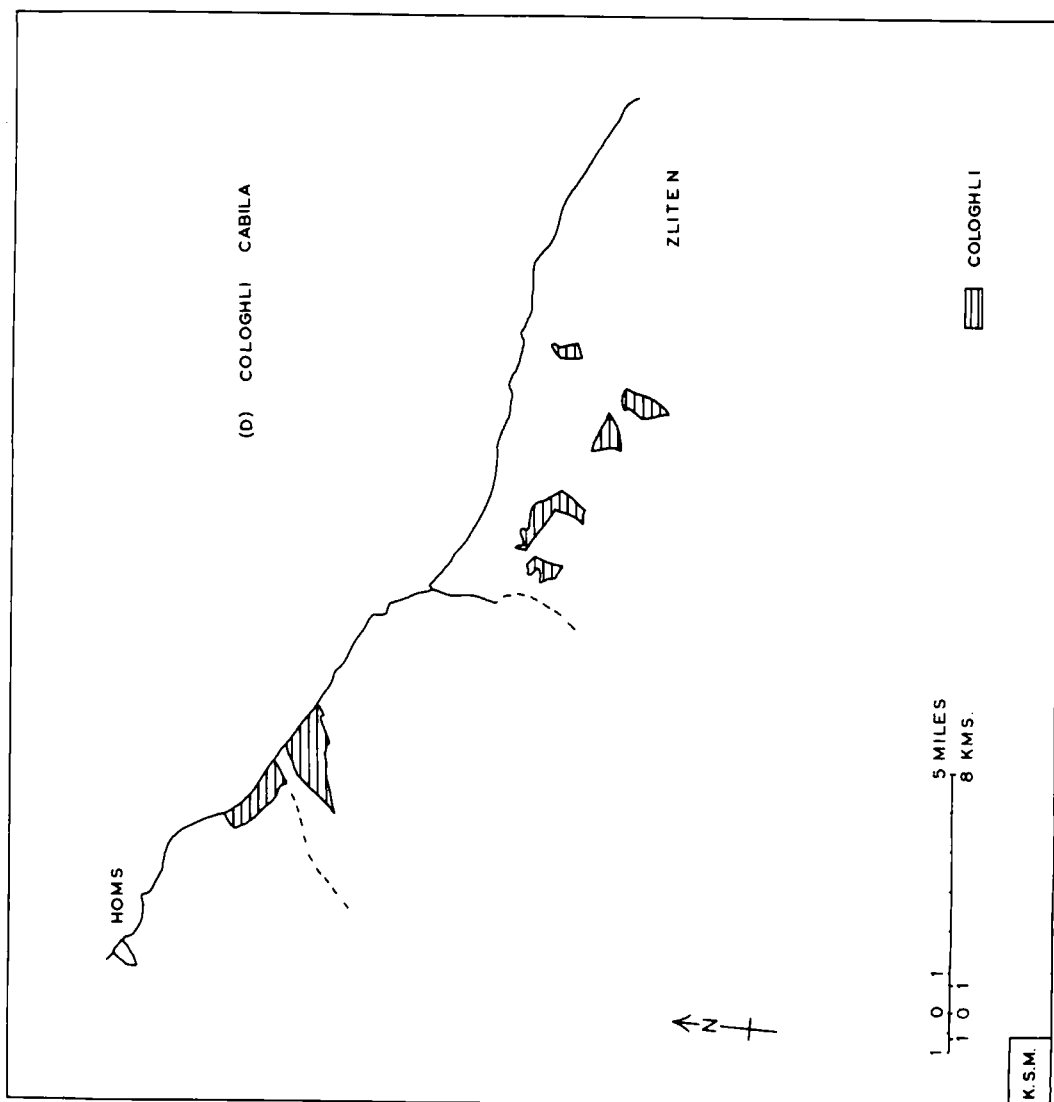 (D) COLOGHLI CABILA
HOMS
ZLITEN
COLOGHLI
N
1 0 1 5 MILES
1 0 1 8 KMS.
K.S.M.